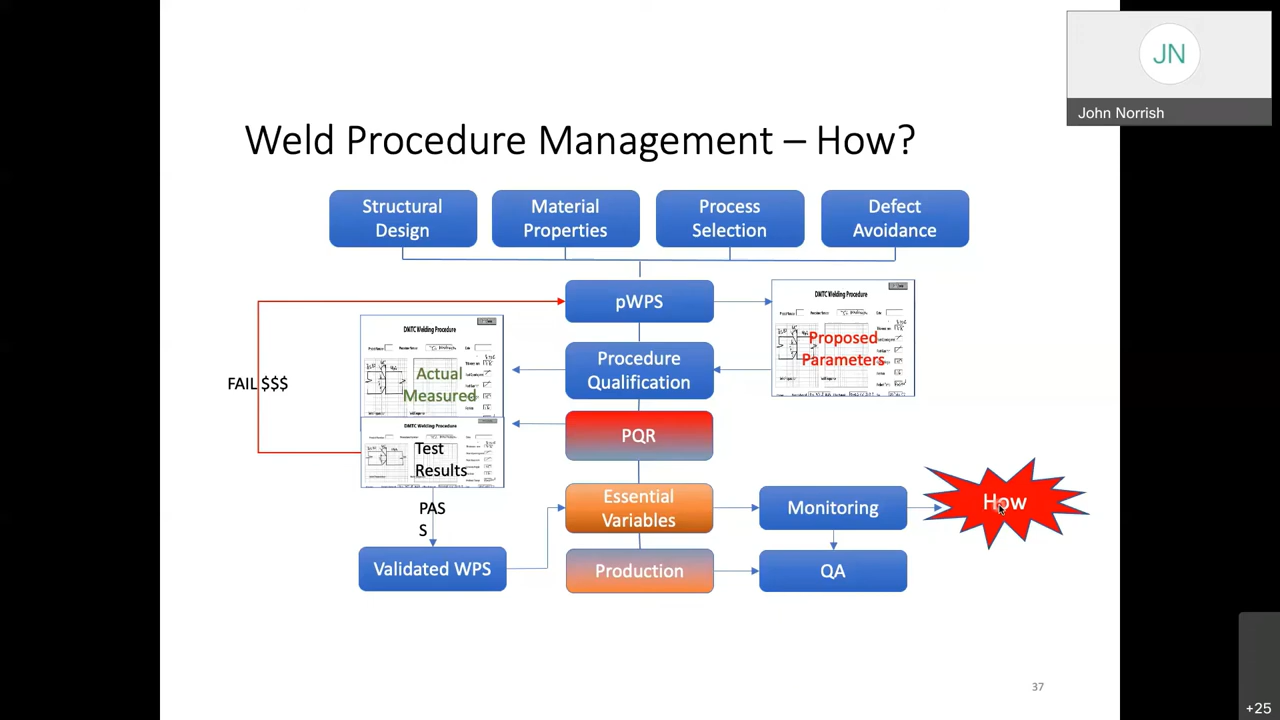 JN
John Norrish
Weld Procedure Management – How?
Structural
Design
Material
Properties
Process
Selection
Defect
Avoidance
pWPS
DMTC Welding Procedure
Proposed
Parameters
DMTC Welding Procedure
Actual
Measured
Procedure
Qualification
FAIL $$$
PQR
DMTC Welding Procedure
Test
Results
Essential
Variables
Monitoring
How
PAS
S
Validated WPS
Production
QA
37
+25